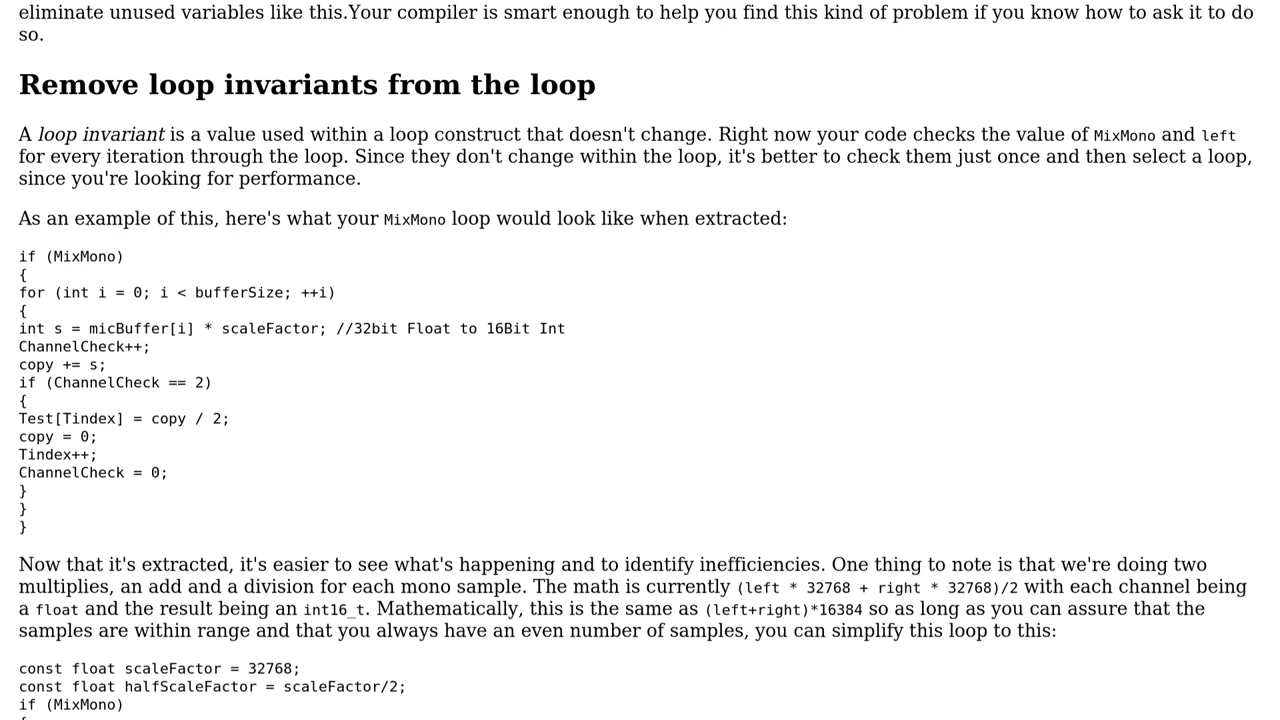 eliminate unused variables like this.Your compiler is smart enough to help you find this kind of problem if you know how to ask it to do
so.
Remove loop invariants from the loop
A loop invariant is a value used within a loop construct that doesn't change. Right now your code checks the value of MixMono and left
for every iteration through the loop. Since they don't change within the loop, it's better to check them just once and then select a loop,
since you're looking for performance.
As an example of this, here's what your MixMono loop would look like when extracted:
if (MixMono)
{
for (int i = 0; i < bufferSize; ++i)
{
int s = micBuffer[i] * scaleFactor; //32bit Float to 16Bit Int
ChannelCheck++;
copy += s;
if (ChannelCheck == 2)
{
Test[Tindex] = copy / 2;
copy = 0;
Tindex++;
ChannelCheck = 0;
}
}
}
Now that it's extracted, it's easier to see what's happening and to identify inefficiencies. One thing to note is that we're doing two
multiplies, an add and a division for each mono sample. The math is currently (left * 32768 + right * 32768)/2 with each channel being
a float and the result being an int16_t. Mathematically, this is the same as (left+right)*16384 so as long as you can assure that the
samples are within range and that you always have an even number of samples, you can simplify this loop to this:
const float scaleFactor = 32768;
const float halfScaleFactor = scaleFactor/2;
if (MixMono)